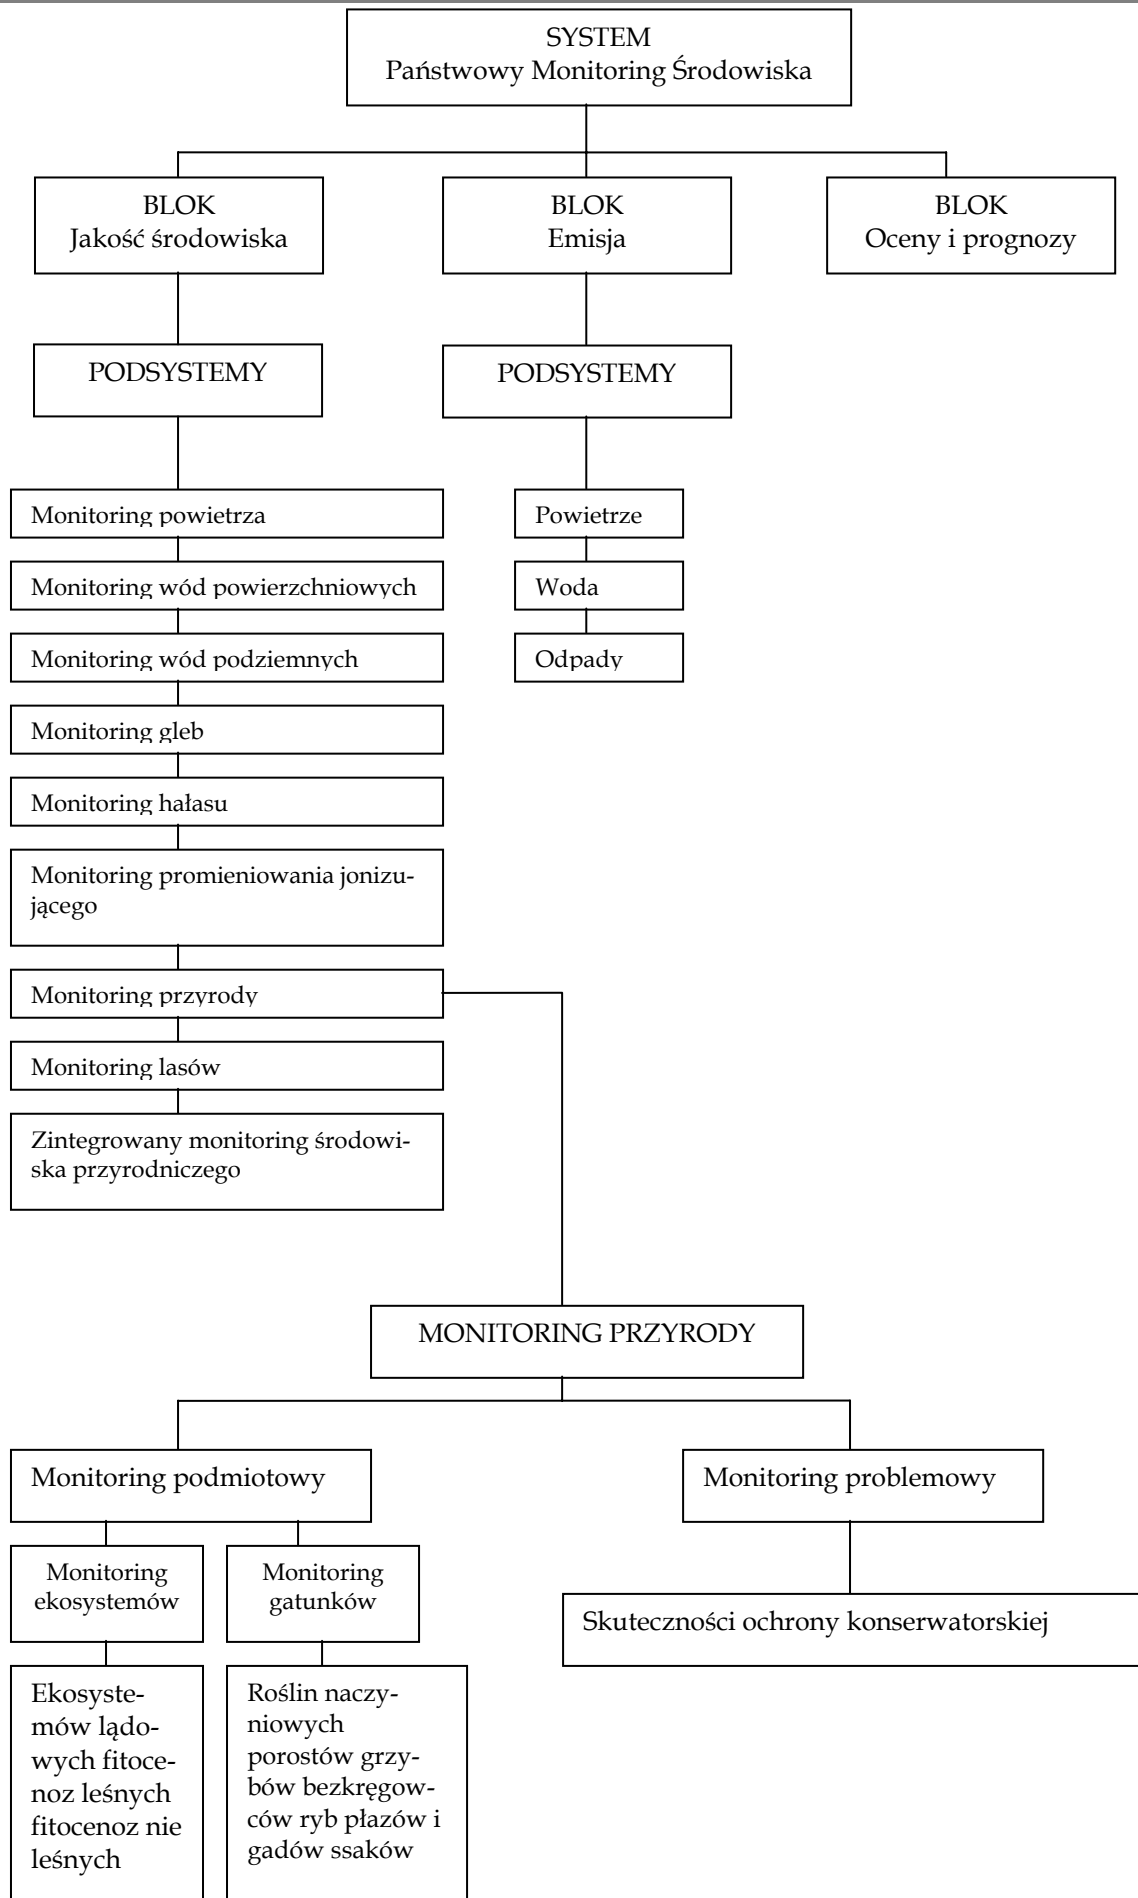 SYSTEM
Państwowy Monitoring Środowiska
BLOK
Jakość środowiska
BLOK
Emisja
BLOK
Oceny i prognozy
PODSYSTEMY
PODSYSTEMY
Monitoring powietrza
Monitoring wód powierzchniowych
Monitoring wód podziemnych
Monitoring gleb
Monitoring hałasu
Monitoring promieniowania jonizu-
jącego
Monitoring przyrody
Monitoring lasów
Zintegrowany monitoring środowi-
ska przyrodniczego
Powietrze
Woda
Odpady
MONITORING PRZYRODY
Monitoring podmiotowy
Monitoring problemowy
Monitoring
ekosystemów
Monitoring
gatunków
Skuteczności ochrony konserwatorskiej
Ekosyste-
mów lądo-
wych fitoce-
noz leśnych
fitocenoz nie
leśnych
Roślin naczy-
niowych
porostów grzy-
bów bezkręgow-
ców ryb płazów i
gadów ssaków